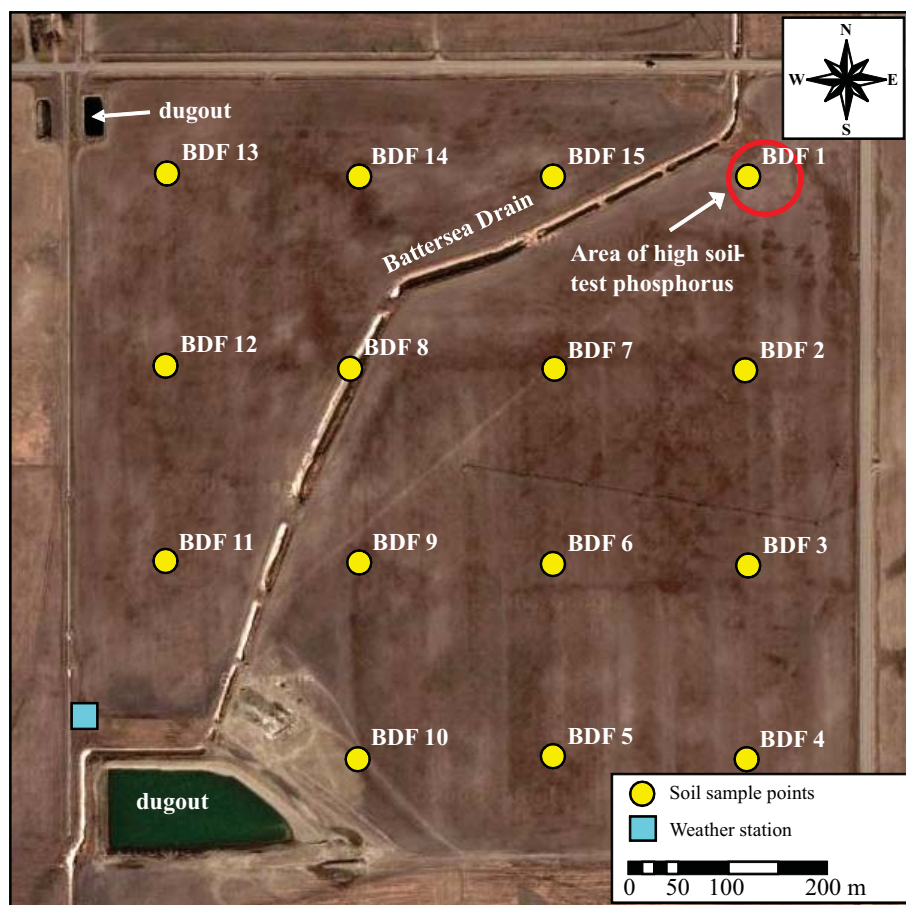 N
W E
S
dugout
BDF 13
BDF 14
BDF 15
BDF 1
Battersea Drain
Area of high soil-
test phosphorus
BDF 12
BDF 8
BDF 7
BDF 2
BDF 11
BDF 9
BDF 6
BDF 3
BDF 10
BDF 5
BDF 4
dugout
Soil sample points
Weather station
0 50 100 200 m